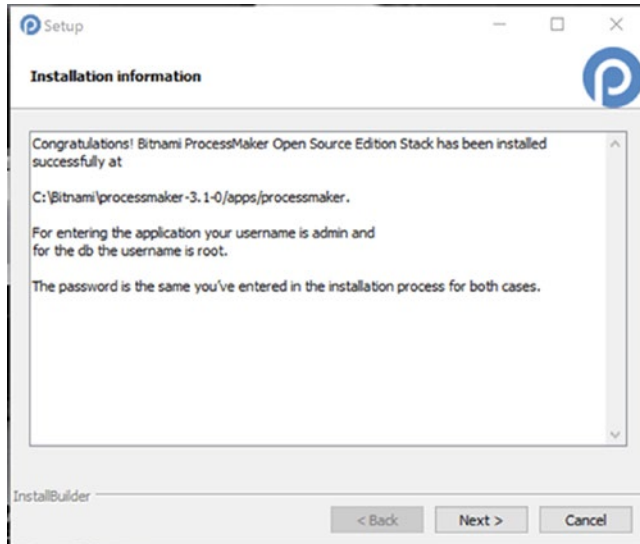 Setup
Installation information
Congratulations! Bitnami ProcessMaker Open Source Edition Stack has been installed
successfully at
C:\Bitnami\processmaker-3.1-0/apps/processmaker.
For entering the application your username is admin and
for the db the username is root.
The password is the same you've entered in the installation process for both cases.
InstallBuilder
< Back Next > Cancel